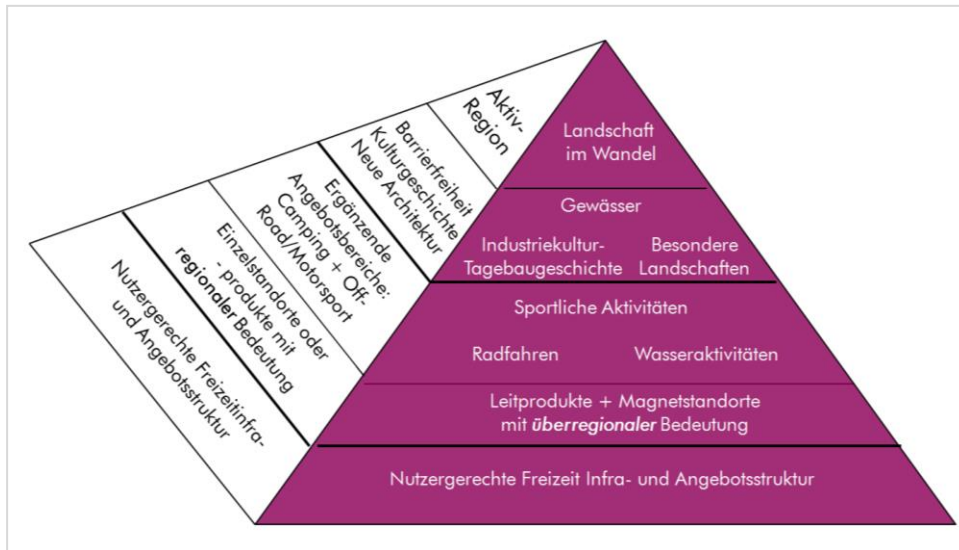 Aktiv-
Region
Barrierfreiheit
Kulturgeschichte
Neue Architektur
Ergänzende
Angebotsbereiche:
Camping + Off-
Road/Motorsport
Einzelstandorte oder
- produkte mit
regionaler Bedeutung
Nutzergerechte Freizeitinfra-
und Angebotsstruktur
Landschaft
im Wandel
Gewässer
Industriekultur-
Tagebaugeschichte
Besondere
Landschaften
Sportliche Aktivitäten
Radfahren
Wasseraktivitäten
Leitprodukte + Magnetstandorte
mit überregionaler Bedeutung
Nutzergerechte Freizeit Infra- und Angebotsstruktur